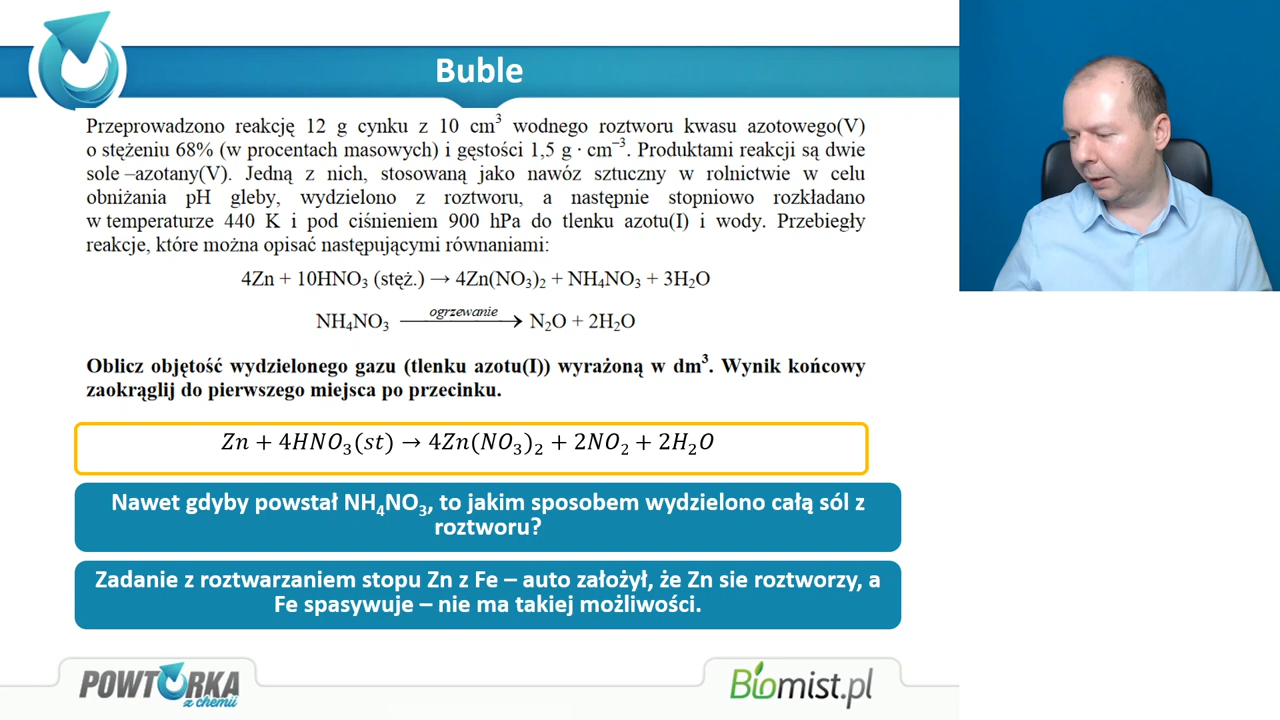 Buble
Przeprowadzono reakcję 12 g cynku z 10 cm³ wodnego roztworu kwasu azotowego(V)
o stężeniu 68% (w procentach masowych) i gęstości 1,5 g · cm⁻³. Produktami reakcji są dwie
sole –azotany(V). Jedną z nich, stosowaną jako nawóz sztuczny w rolnictwie w celu
obniżania pH gleby, wydzielono z roztworu, a następnie stopniowo rozkładano
w temperaturze 440 K i pod ciśnieniem 900 hPa do tlenku azotu(I) i wody. Przebiegły
reakcje, które można opisać następującymi równaniami:
4Zn + 10HNO₃ (stęż.) → 4Zn(NO₃)₂ + NH₄NO₃ + 3H₂O
ogrzewanie
NH₄NO₃ ⟶ N₂O + 2H₂O
Oblicz objętość wydzielonego gazu (tlenku azotu(I)) wyrażoną w dm³. Wynik końcowy
zaokrąglij do pierwszego miejsca po przecinku.
Zn + 4HNO₃(st) → 4Zn(NO₃)₂ + 2NO₂ + 2H₂O
Nawet gdyby powstał NH₄NO₃, to jakim sposobem wydzielono całą sól z
roztworu?
Zadanie z roztwarzaniem stopu Zn z Fe – auto założył, że Zn sie roztworzy, a
Fe spasywuje – nie ma takiej możliwości.
POWTÓRKA
z chemii
Biomist.pl